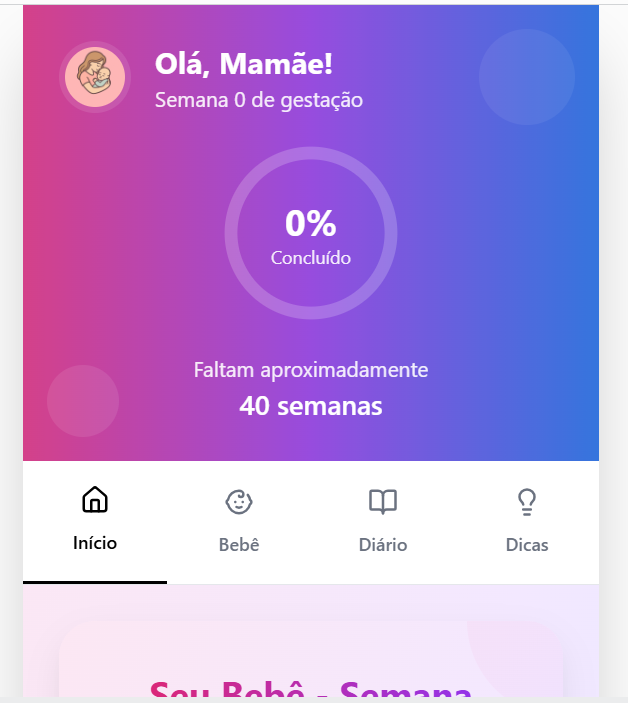 Olá, Mamãe!
Semana 0 de gestação
0%
Concluído
Faltam aproximadamente
40 semanas
Início
Bebê
Diário
Dicas
Seu Bebê - Semana